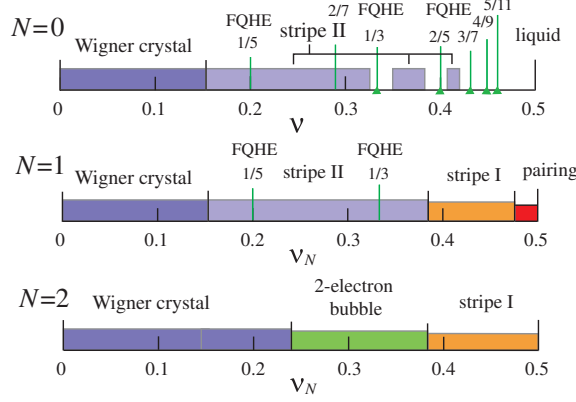 5/11
2/7
4/9
FQHE
FQHE
FQHE
N=0
stripe II
Wigner crystal
1/5
1/3
2/5
3/7
liquid
0
0.1
0.2
0.3
0.4
0.5
ν
N=1
FQHE
FQHE
Wigner crystal
1/5
stripe II
1/3
stripe I
pairing
0
0.1
0.2
0.3
0.4
0.5
νN
N=2
Wigner crystal
2-electron
bubble
stripe I
0
0.1
0.2
0.3
0.4
0.5
νN